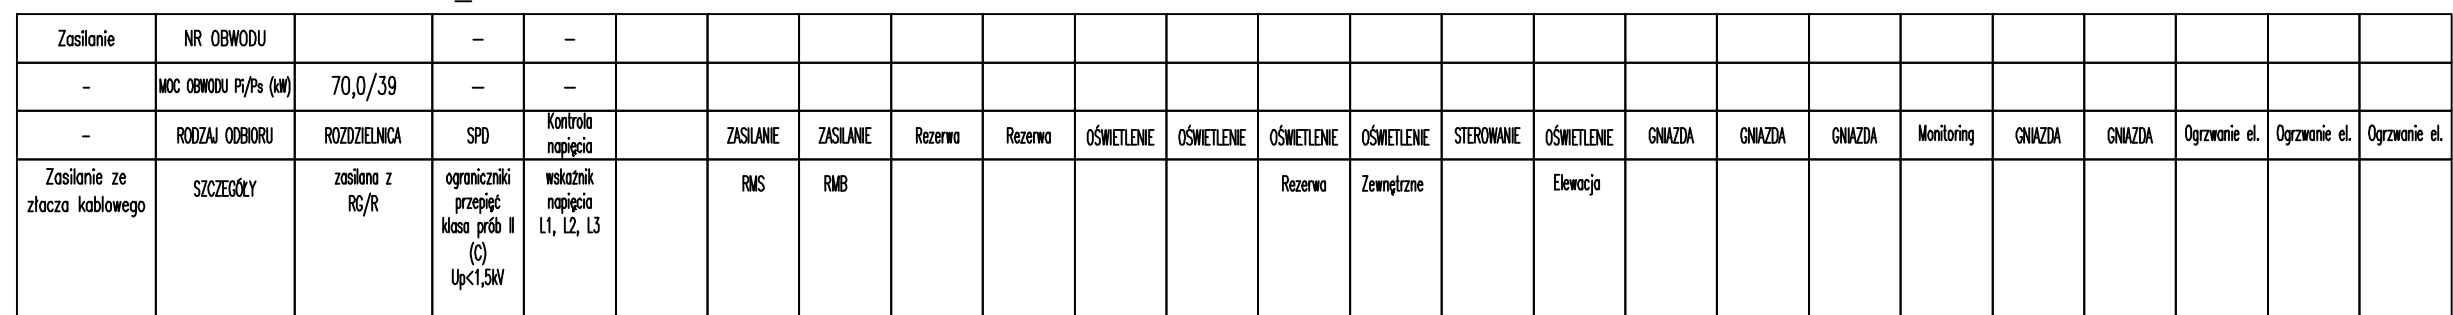 Zasilanie NR OBWODU – –
– MOC OBWODU Pi/Ps (kW) 70,0/39 – –
– RODZAJ ODBIORU ROZDZIELNICA SPD Kontrola napięcia ZASILANIE ZASILANIE Rezerwa Rezerwa OŚWIETLENIE OŚWIETLENIE OŚWIETLENIE OŚWIETLENIE STEROWANIE OŚWIETLENIE GNIAZDA GNIAZDA GNIAZDA Monitoring GNIAZDA GNIAZDA Ogrzwanie el. Ogrzwanie el. Ogrzwanie el.
Zasilanie ze
złacza kablowego
SZCZEGÓŁY
zasilana z
RG/R
ograniczniki
przepięć
klasa prób II
(C)
Up<1,5kV
wskaźnik
napięcia
L1, L2, L3
RMS
RMB
Rezerwa
Zewnętrzne
Elewacja